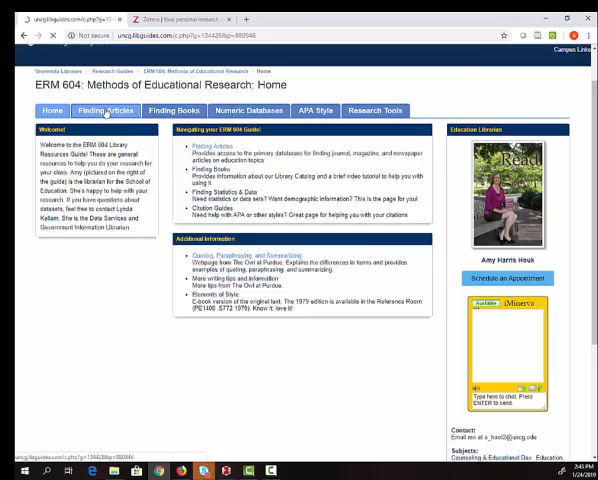 uncg.libguides.com/c.php?g=13
Zotero | Your personal research
Not secure | uncg.libguides.com/c.php?g=134428&p=880946
Campus Links
University Libraries / Research Guides / ERM 604: Methods of Educational Research / Home
ERM 604: Methods of Educational Research: Home
Home
Finding Articles
Finding Books
Numeric Databases
APA Style
Research Tools
Welcome!
Welcome to the ERM 604 Library
Resources Guide! These are general
resources to help you do your research for
your class. Amy (pictured on the right of
the guide) is the librarian for the School of
Education. She's happy to help with your
research. If you have questions about
datasets, feel free to contact Lynda
Kellam. She is the Data Services and
Government Information Librarian.
Navigating your ERM 604 Guide!
Finding Articles
Provides access to the primary databases for finding journal, magazine, and newspaper
articles on education topics
Finding Books
Provides information about our Library Catalog and a brief video tutorial to help you with
using it.
Finding Statistics & Data
Need statistics or data sets? Want demographic information? This is the page for you!
Citation Guides
Need help with APA or other styles? Great page for helping you with your citations
Additional Information
Quoting, Paraphrasing, and Summarizing
Webpage from The Owl at Purdue. Explains the differences in terms and provides
examples of quoting, paraphrasing, and summarizing.
More writing tips and information
More tips from The Owl at Purdue.
Elements of Style
E-book version of the original text. The 1979 edition is available in the Reference Room
(PE1408 .S772 1979). Know it: love it!
Education Librarian
Read
Amy Harris Houk
Schedule an Appointment
Available
iMinerva
Type here to chat. Press
ENTER to send.
Contact:
Email me at a_harri2@uncg.edu
Subjects:
Counseling & Educational Dev., Education,
uncg.libguides.com/c.php?g=134428&p=880946
2:43 PM
1/24/2019